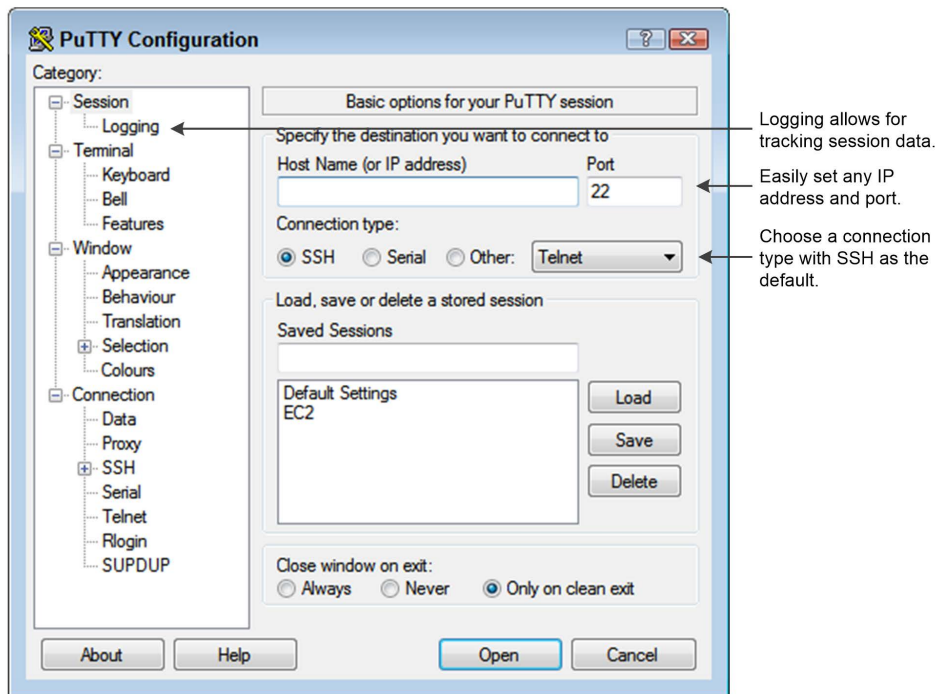 PuTTY Configuration
Category:
Session
Logging
Terminal
Keyboard
Bell
Features
Window
Appearance
Behaviour
Translation
Selection
Colours
Connection
Data
Proxy
SSH
Serial
Telnet
Rlogin
SUPDUP
Basic options for your PuTTY session
Specify the destination you want to connect to
Host Name (or IP address) Port
22
Connection type:
SSH Serial Other: Telnet
Load, save or delete a stored session
Saved Sessions
Default Settings
EC2
Load
Save
Delete
Close window on exit:
Always Never Only on clean exit
About Help Open Cancel
Logging allows for
tracking session data.
Easily set any IP
address and port.
Choose a connection
type with SSH as the
default.